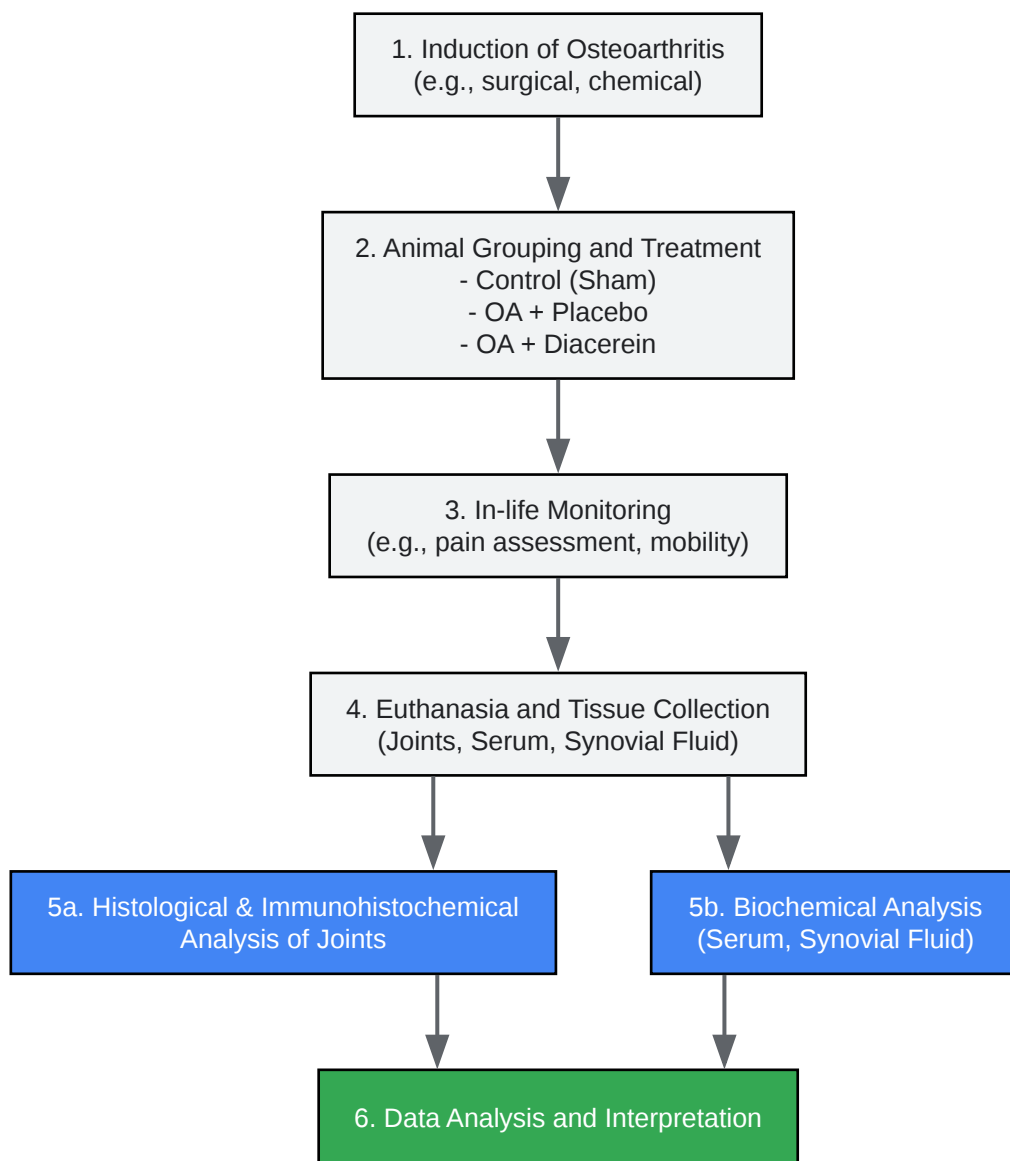 1. Induction of Osteoarthritis
(e.g., surgical, chemical)
2. Animal Grouping and Treatment
- Control (Sham)
- OA + Placebo
- OA + Diacerein
3. In-life Monitoring
(e.g., pain assessment, mobility)
4. Euthanasia and Tissue Collection
(Joints, Serum, Synovial Fluid)
5a. Histological & Immunohistochemical
Analysis of Joints
5b. Biochemical Analysis
(Serum, Synovial Fluid)
6. Data Analysis and Interpretation